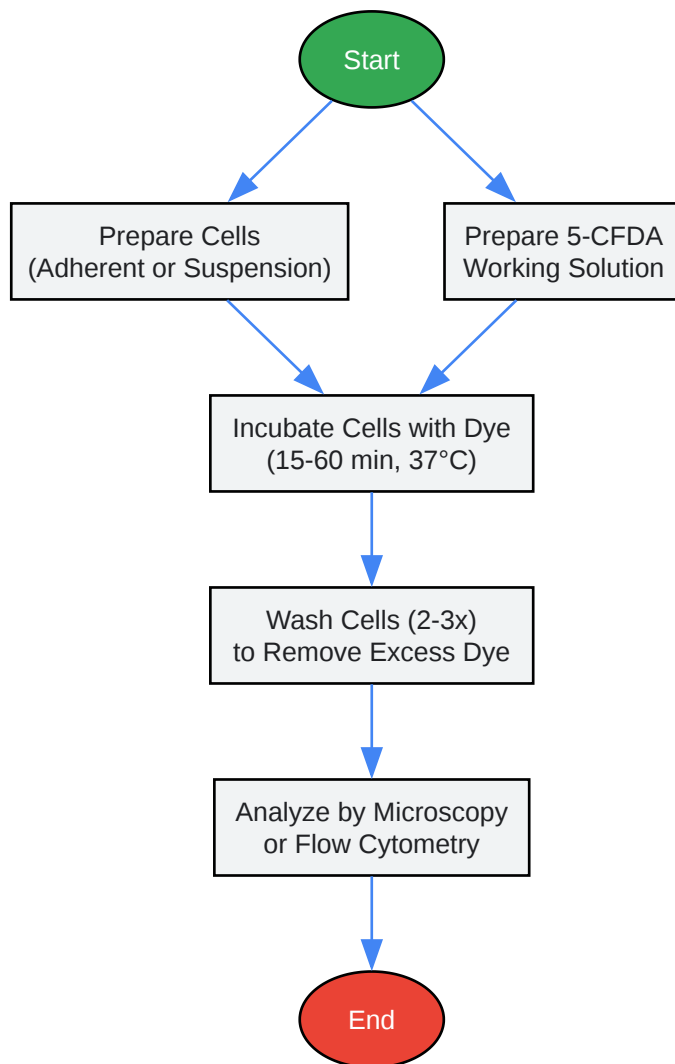 Start
Prepare Cells
(Adherent or Suspension)
Prepare 5-CFDA
Working Solution
Incubate Cells with Dye
(15-60 min, 37°C)
Wash Cells (2-3x)
to Remove Excess Dye
Analyze by Microscopy
or Flow Cytometry
End